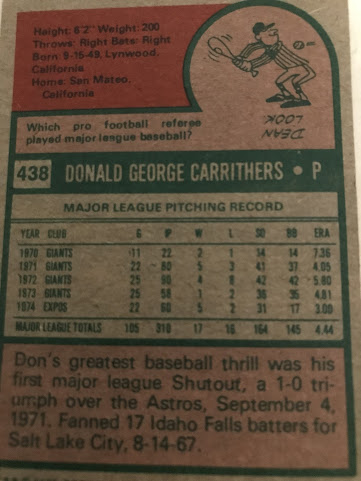 Height: 6'2" Weight: 200
Throws: Right Bats: Right
Born: 9-15-49, Lynwood,
California
Home: San Mateo,
California
Which pro football referee
played major league baseball?
DEAN
LOOK
438 DONALD GEORGE CARRITHERS • P
MAJOR LEAGUE PITCHING RECORD
YEAR CLUB G IP W L SO BB ERA
1970 GIANTS 11 22 2 1 14 14 7.36
1971 GIANTS 22 80 5 3 41 37 4.05
1972 GIANTS 25 90 4 8 42 42 5.80
1973 GIANTS 25 58 1 2 36 35 4.81
1974 EXPOS 22 60 5 2 31 17 3.00
MAJOR LEAGUE TOTALS 105 310 17 16 164 145 4.44
Don's greatest baseball thrill was his
first major league Shutout, a 1-0 tri-
umph over the Astros, September 4,
1971. Fanned 17 Idaho Falls batters for
Salt Lake City, 8-14-67.